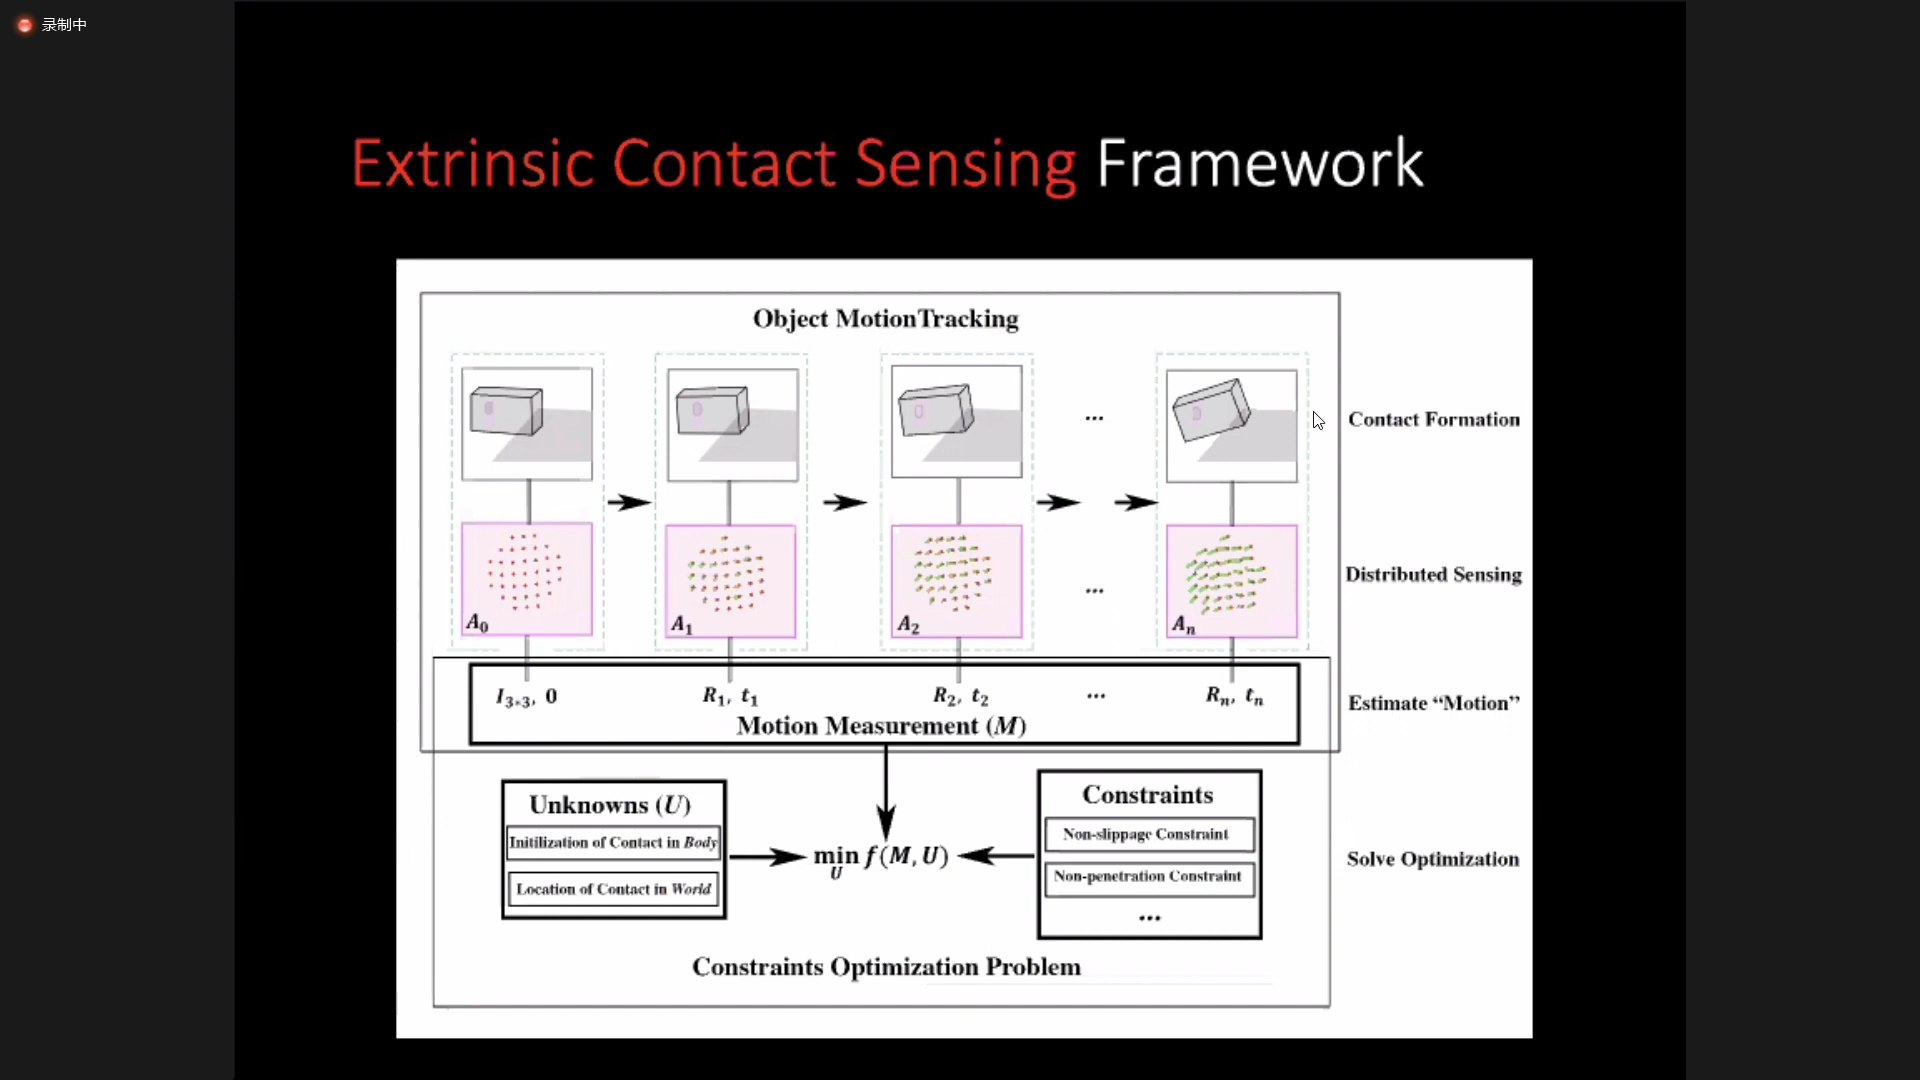 录制中
Extrinsic Contact Sensing Framework
Object MotionTracking
...
Contact Formation
A0 A1 A2 ... An
Distributed Sensing
I3×3, 0 R1, t1 R2, t2 ... Rn, tn
Estimate “Motion”
Motion Measurement (M)
Unknowns (U)
Initilization of Contact in Body
Location of Contact in World
min f(M, U)
U
Constraints
Non-slippage Constraint
Non-penetration Constraint
...
Solve Optimization
Constraints Optimization Problem